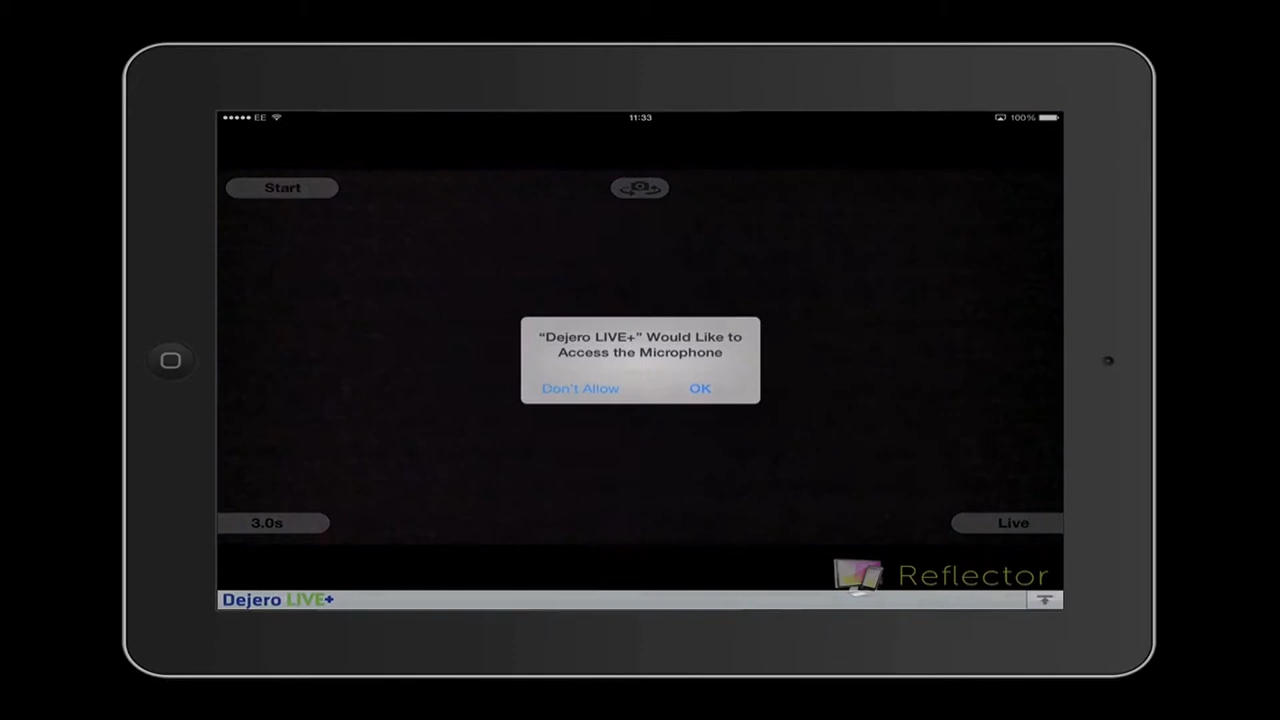 EE
11:33
100%
Start
“Dejero LIVE+” Would Like to
Access the Microphone
Don't Allow
OK
3.0s
Live
Reflector
Dejero LIVE+